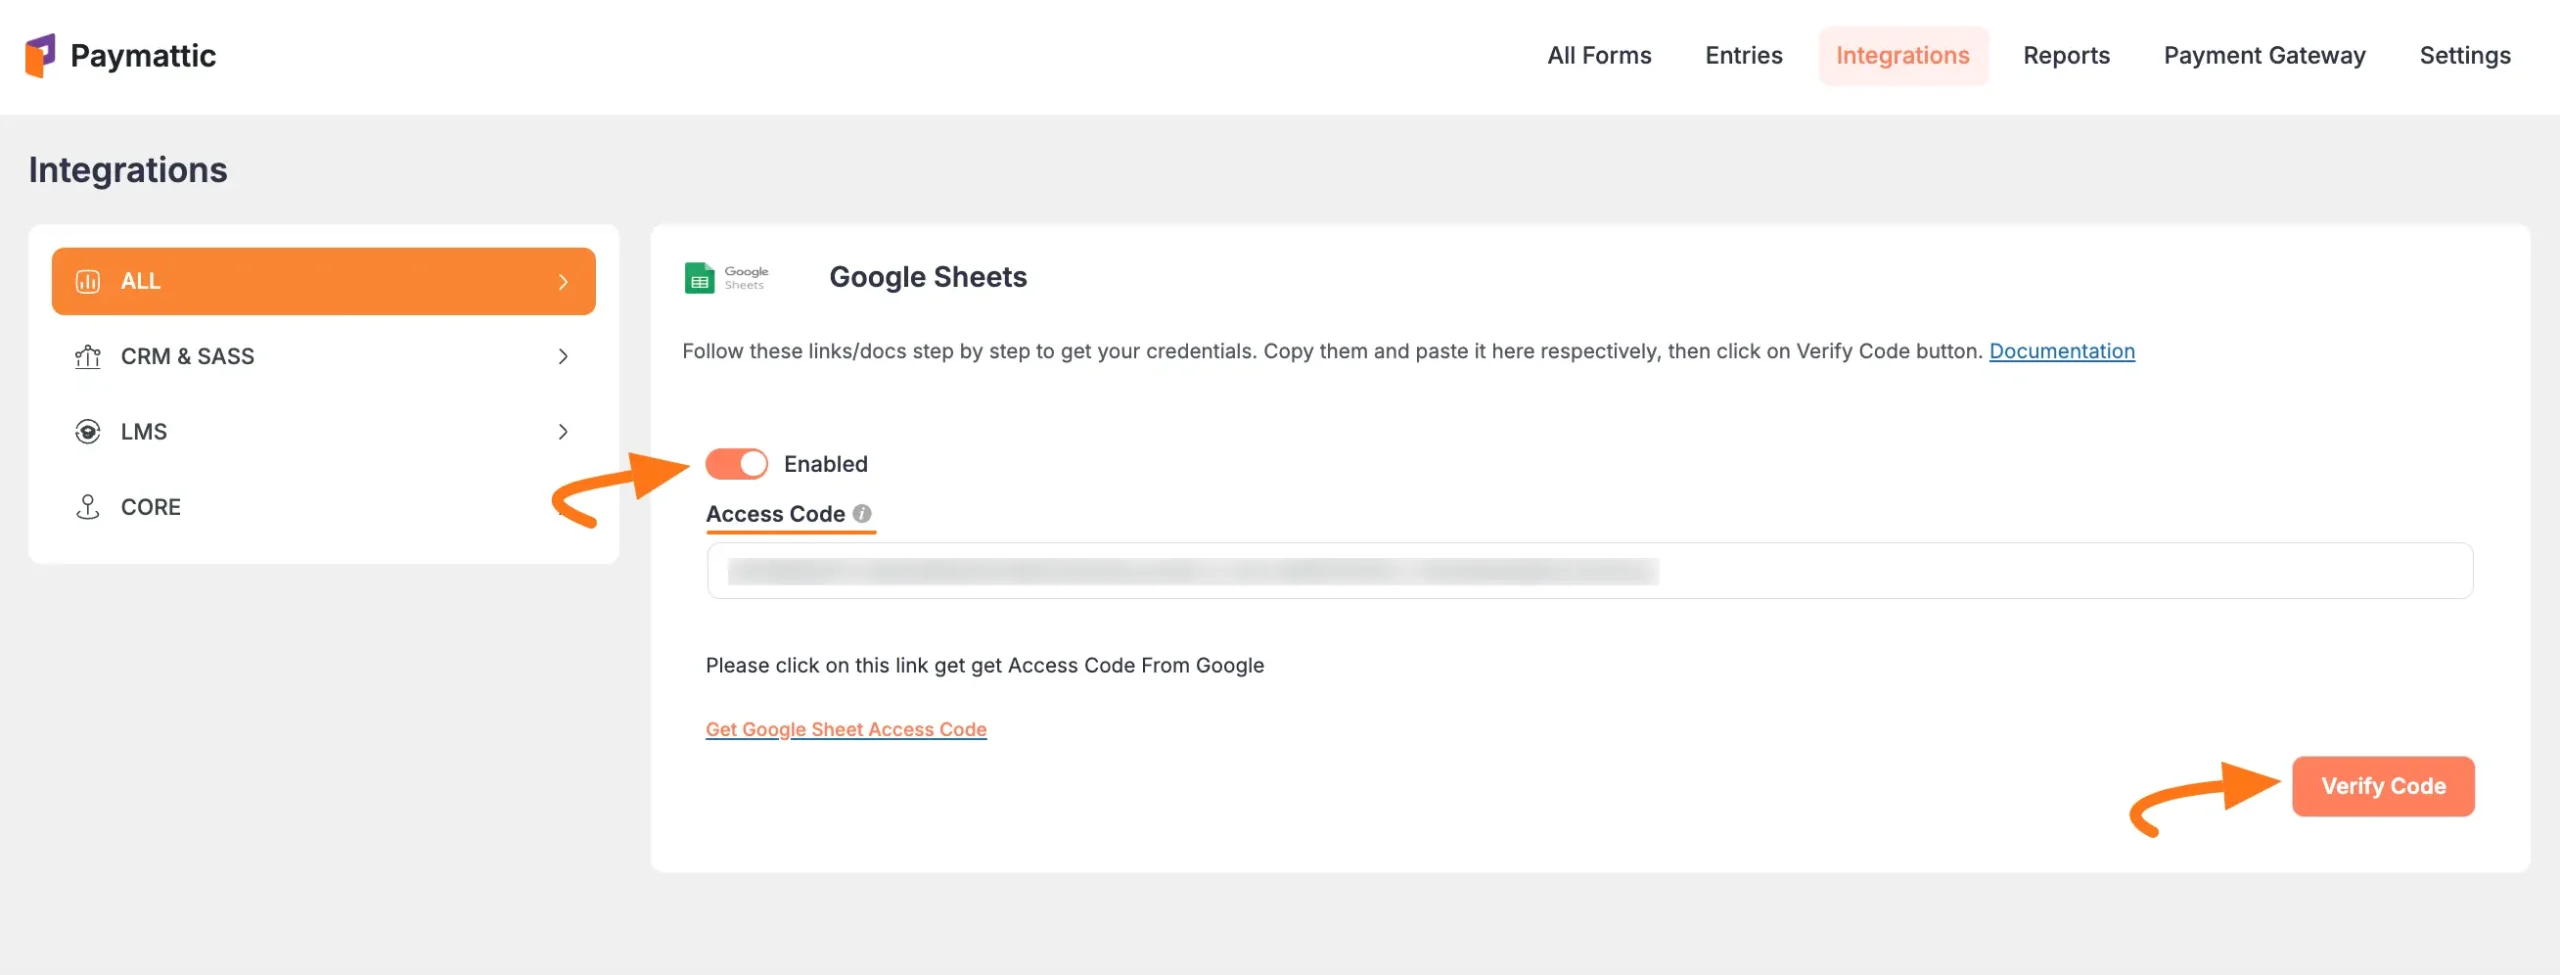 Paymattic
All Forms
Entries
Integrations
Reports
Payment Gateway
Settings
Integrations
ALL
CRM & SASS
LMS
CORE
Google Sheets
Google Sheets
Follow these links/docs step by step to get your credentials. Copy them and paste it here respectively, then click on Verify Code button. Documentation
Enabled
Access Code
Please click on this link get get Access Code From Google
Get Google Sheet Access Code
Verify Code